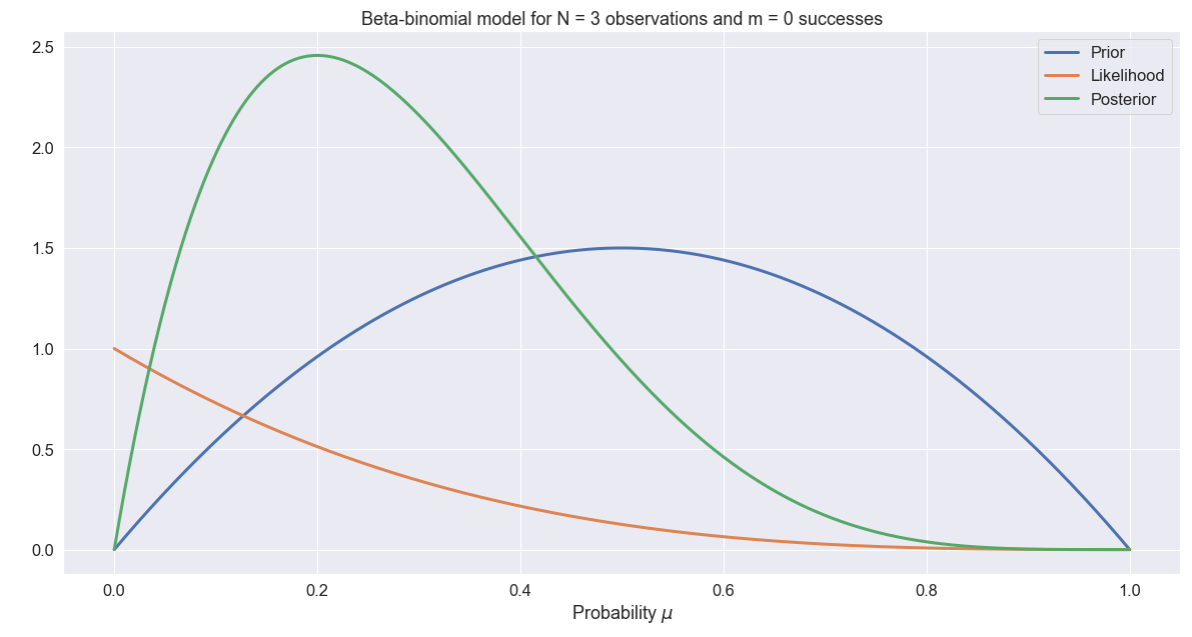 Beta-binomial model for N = 3 observations and m = 0 successes
2.5
2.0
1.5
1.0
0.5
0.0
Prior
Likelihood
Posterior
0.0 0.2 0.4 0.6 0.8 1.0
Probability μ